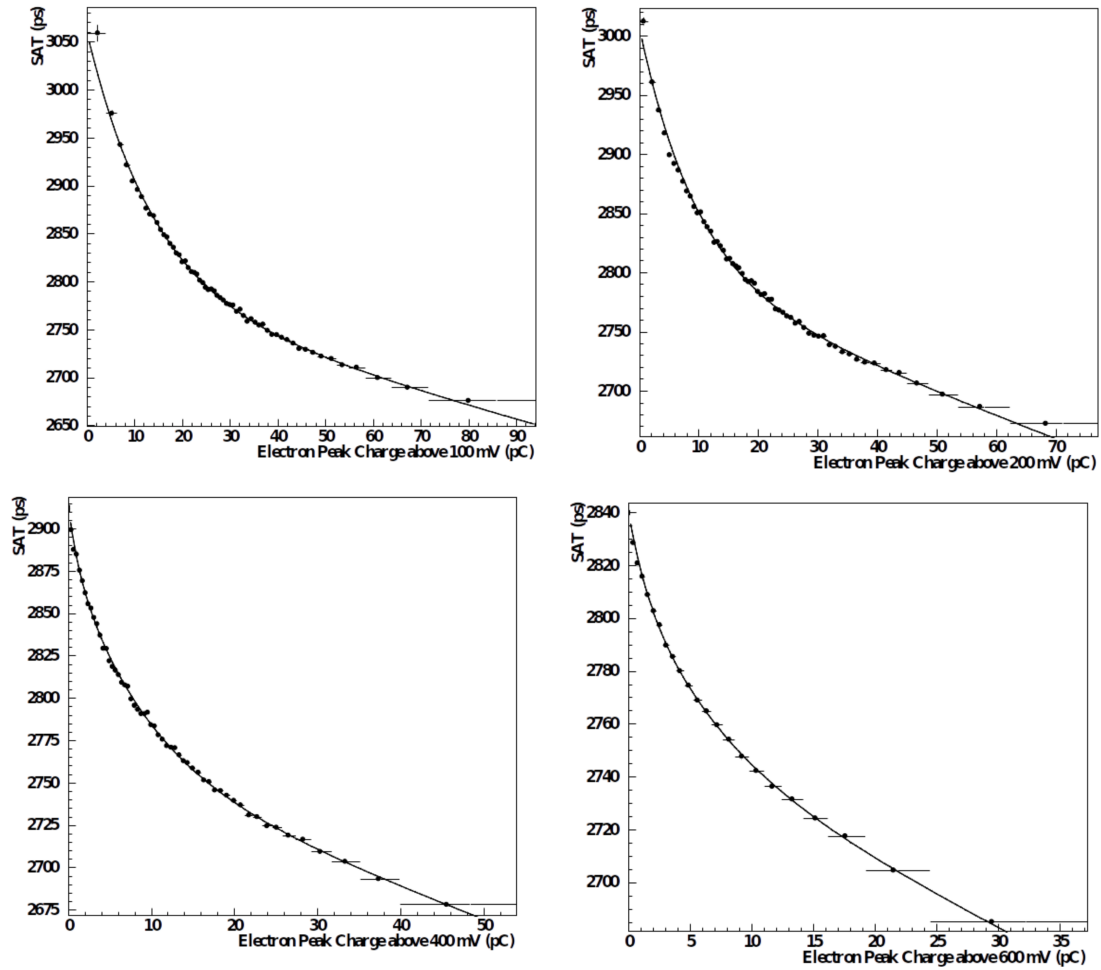 SAT (ps)
3050
3000
2950
2900
2850
2800
2750
2700
2650
0 10 20 30 40 50 60 70 80 90
Electron Peak Charge above 100 mV (pC)
SAT (ps)
3000
2950
2900
2850
2800
2750
2700
0 10 20 30 40 50 60 70
Electron Peak Charge above 200 mV (pC)
SAT (ps)
2900
2875
2850
2825
2800
2775
2750
2725
2700
2675
0 10 20 30 40 50
Electron Peak Charge above 400 mV (pC)
SAT (ps)
2840
2820
2800
2780
2760
2740
2720
2700
0 5 10 15 20 25 30 35
Electron Peak Charge above 600 mV (pC)